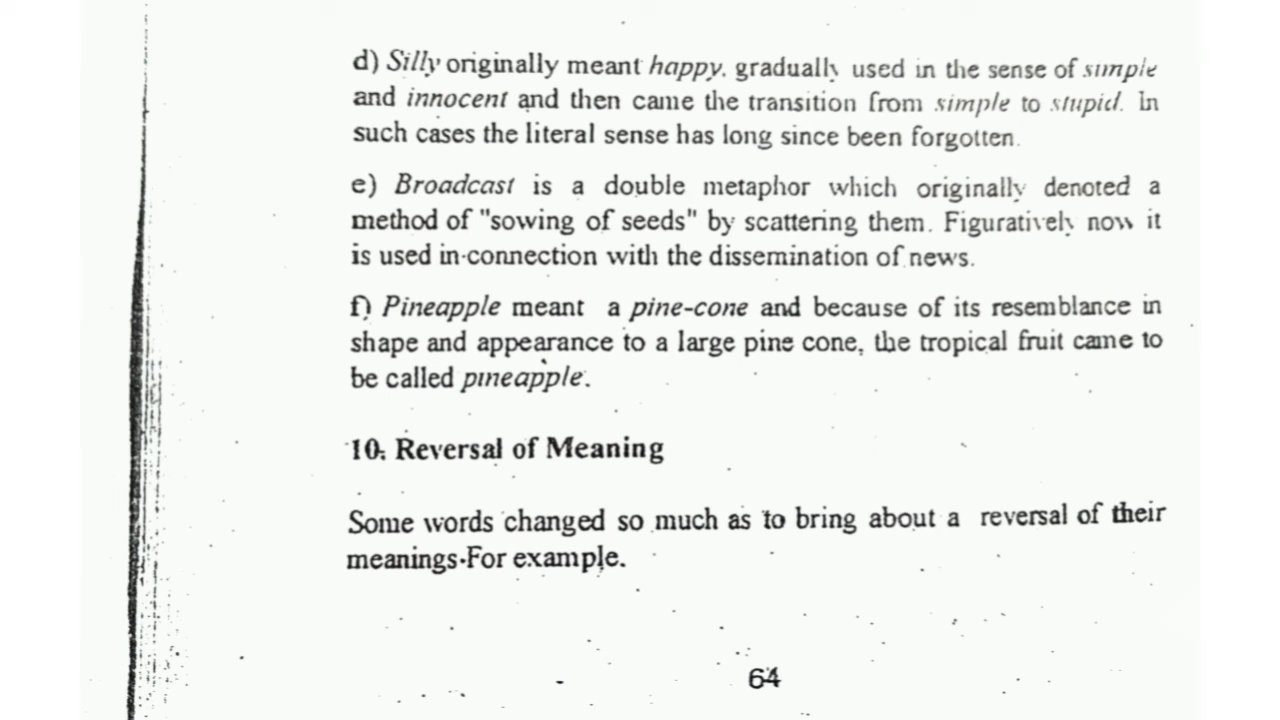 d) Silly originally meant happy. gradually used in the sense of simple
and innocent and then came the transition from simple to stupid. In
such cases the literal sense has long since been forgotten.
e) Broadcast is a double metaphor which originally denoted a
method of "sowing of seeds" by scattering them. Figuratively now it
is used in connection with the dissemination of news.
f) Pineapple meant a pine-cone and because of its resemblance in
shape and appearance to a large pine cone, the tropical fruit came to
be called pineapple.
10. Reversal of Meaning
Some words changed so much as to bring about a reversal of their
meanings. For example.
64